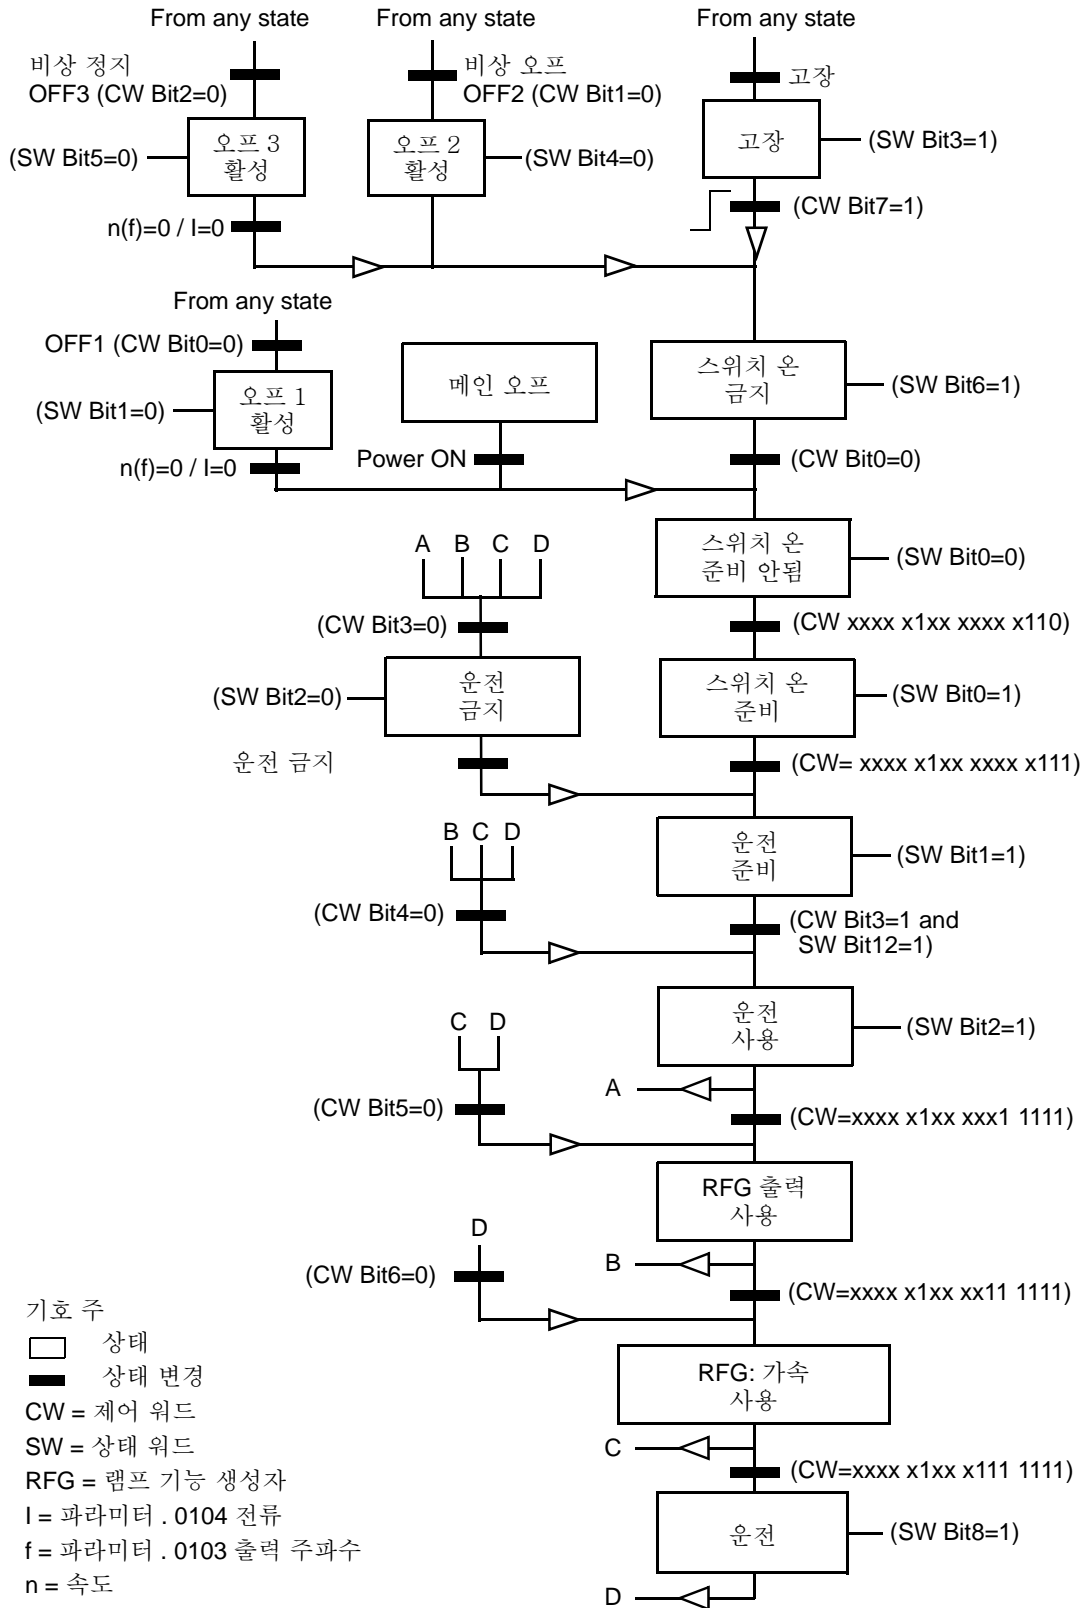 From any state
From any state
From any state
비상 정지
OFF3 (CW Bit2=0)
비상 오프
OFF2 (CW Bit1=0)
고장
(SW Bit5=0)
오프 3
활성
오프 2
활성
(SW Bit4=0)
고장
(SW Bit3=1)
n(f)=0 / I=0
(CW Bit7=1)
From any state
OFF1 (CW Bit0=0)
(SW Bit1=0)
오프 1
활성
메인 오프
스위치 온
금지
(SW Bit6=1)
n(f)=0 / I=0
Power ON
(CW Bit0=0)
A B C D
스위치 온
준비 안됨
(SW Bit0=0)
(CW Bit3=0)
(CW xxxx x1xx xxxx x110)
(SW Bit2=0)
운전
금지
스위치 온
준비
(SW Bit0=1)
운전 금지
(CW= xxxx x1xx xxxx x111)
B C D
운전
준비
(SW Bit1=1)
(CW Bit4=0)
(CW Bit3=1 and
SW Bit12=1)
C D
운전
사용
(SW Bit2=1)
A
(CW Bit5=0)
(CW=xxxx x1xx xxx1 1111)
RFG 출력
사용
D
B
(CW Bit6=0)
(CW=xxxx x1xx xx11 1111)
RFG: 가속
사용
C
(CW=xxxx x1xx x111 1111)
운전
(SW Bit8=1)
D
기호 주
상태
상태 변경
CW = 제어 워드
SW = 상태 워드
RFG = 램프 기능 생성자
I = 파라미터 . 0104 전류
f = 파라미터 . 0103 출력 주파수
n = 속도